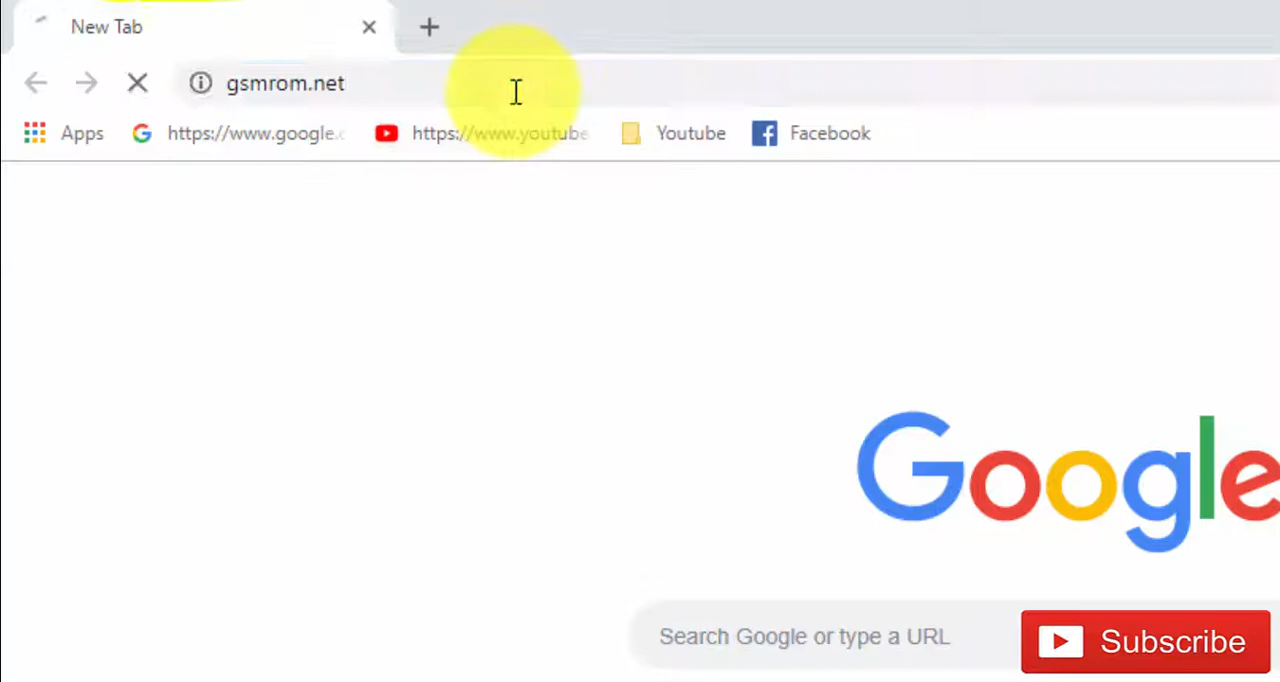 New Tab
gsmrom.net
Apps https://www.google.c https://www.youtube Youtube Facebook
Google
Search Google or type a URL
Subscribe